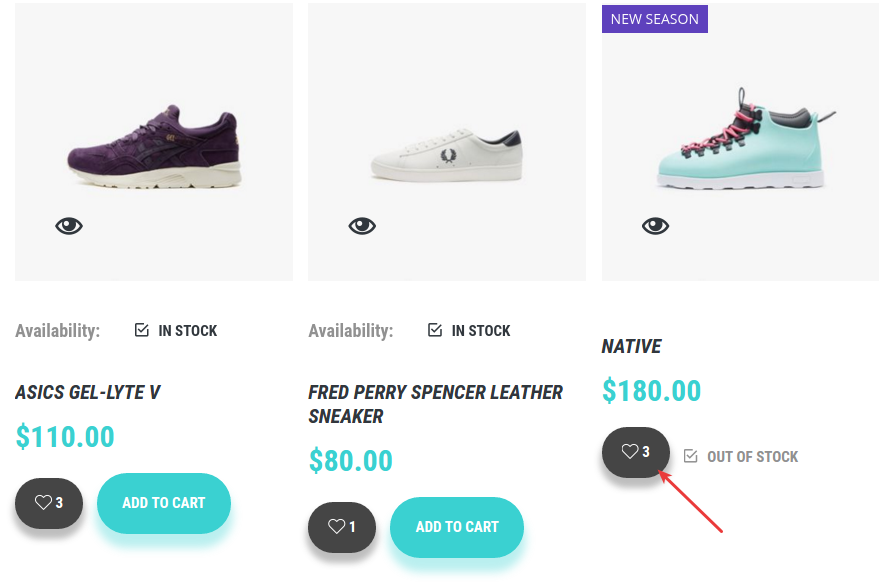 NEW SEASON
Availability: IN STOCK
ASICS GEL-LYTE V
$110.00
3 ADD TO CART
Availability: IN STOCK
FRED PERRY SPENCER LEATHER
SNEAKER
$80.00
1 ADD TO CART
NATIVE
$180.00
3 OUT OF STOCK